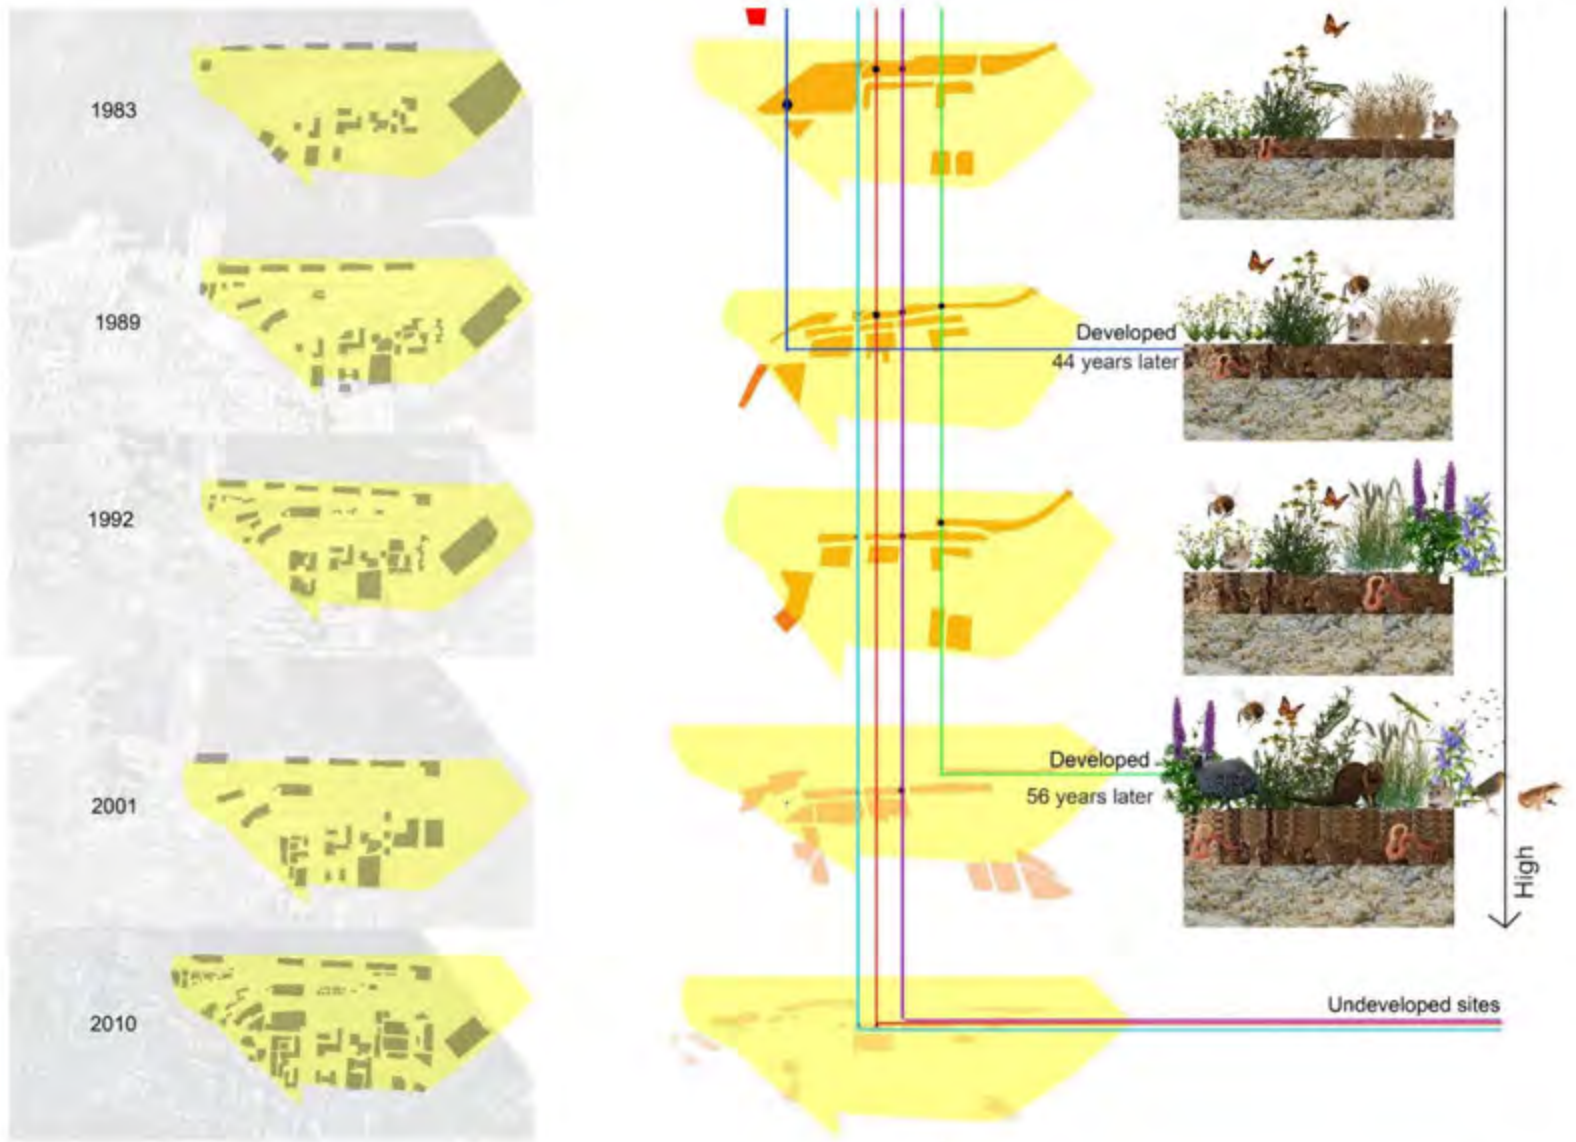 1983
1989
Developed
44 years later
1992
Developed
56 years later
2001
High
Undeveloped sites
2010